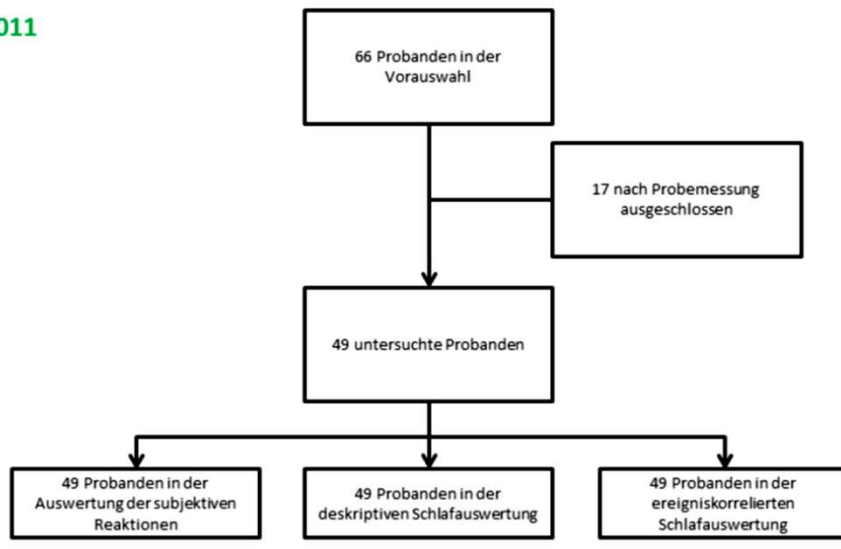 011
66 Probanden in der
Vorauswahl
17 nach Probemessung
ausgeschlossen
49 untersuchte Probanden
49 Probanden in der
Auswertung der subjektiven
Reaktionen
49 Probanden in der
deskriptiven Schlafauswertung
49 Probanden in der
ereigniskorrelierten
Schlafauswertung